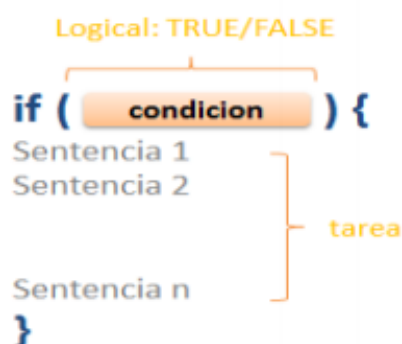 Logical: TRUE/FALSE
if ( condicion ) {
Sentencia 1
Sentencia 2
tarea
Sentencia n
}